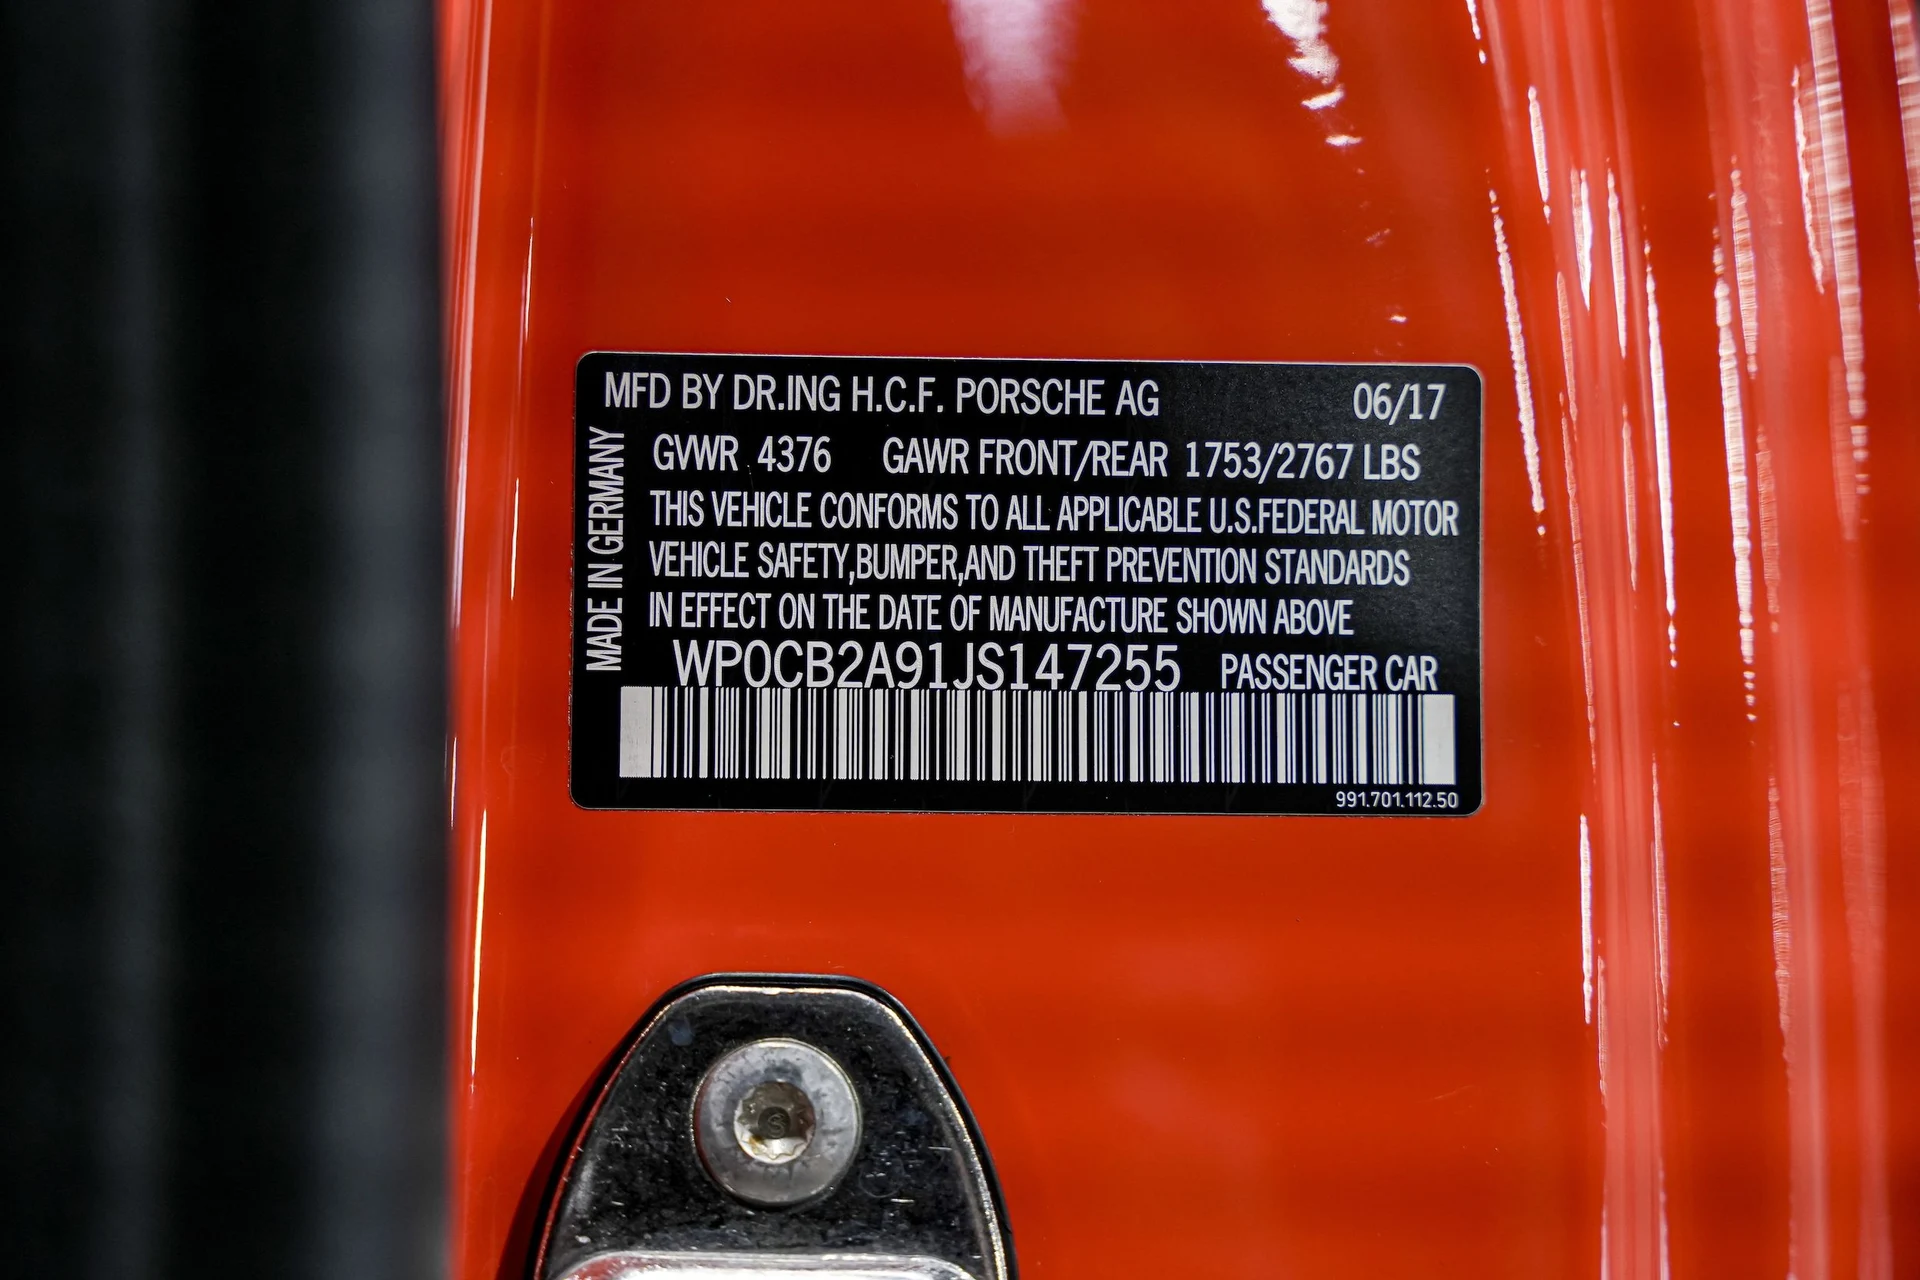 MFD BY DR.ING H.C.F. PORSCHE AG 06/17
GVWR 4376 GAWR FRONT/REAR 1753/2767 LBS
THIS VEHICLE CONFORMS TO ALL APPLICABLE U.S.FEDERAL MOTOR
VEHICLE SAFETY,BUMPER,AND THEFT PREVENTION STANDARDS
IN EFFECT ON THE DATE OF MANUFACTURE SHOWN ABOVE
WP0CB2A91JS147255 PASSENGER CAR
991.701.112.50
MADE IN GERMANY